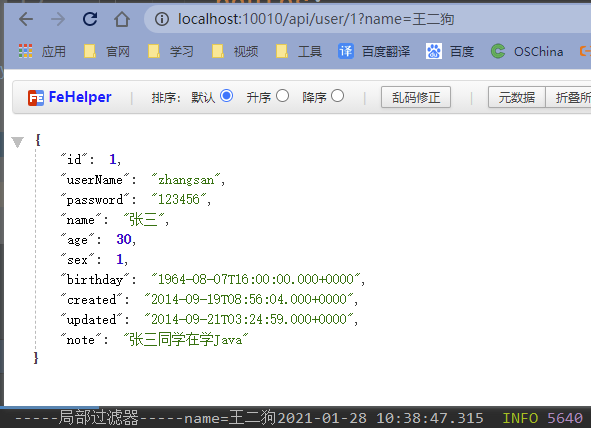 localhost:10010/api/user/1?name=王二狗
应用 官网 学习 视频 工具 译 百度翻译 百度 OSChina
FE FeHelper | 排序: 默认 升序 降序 | 乱码修正 | 元数据 折叠所
{
"id": 1,
"userName": "zhangsan",
"password": "123456",
"name": "张三",
"age": 30,
"sex": 1,
"birthday": "1964-08-07T16:00:00.000+0000",
"created": "2014-09-19T08:56:04.000+0000",
"updated": "2014-09-21T03:24:59.000+0000",
"note": "张三同学在学Java"
}
-----局部过滤器-----name=王二狗2021-01-28 10:38:47.315 INFO 5640